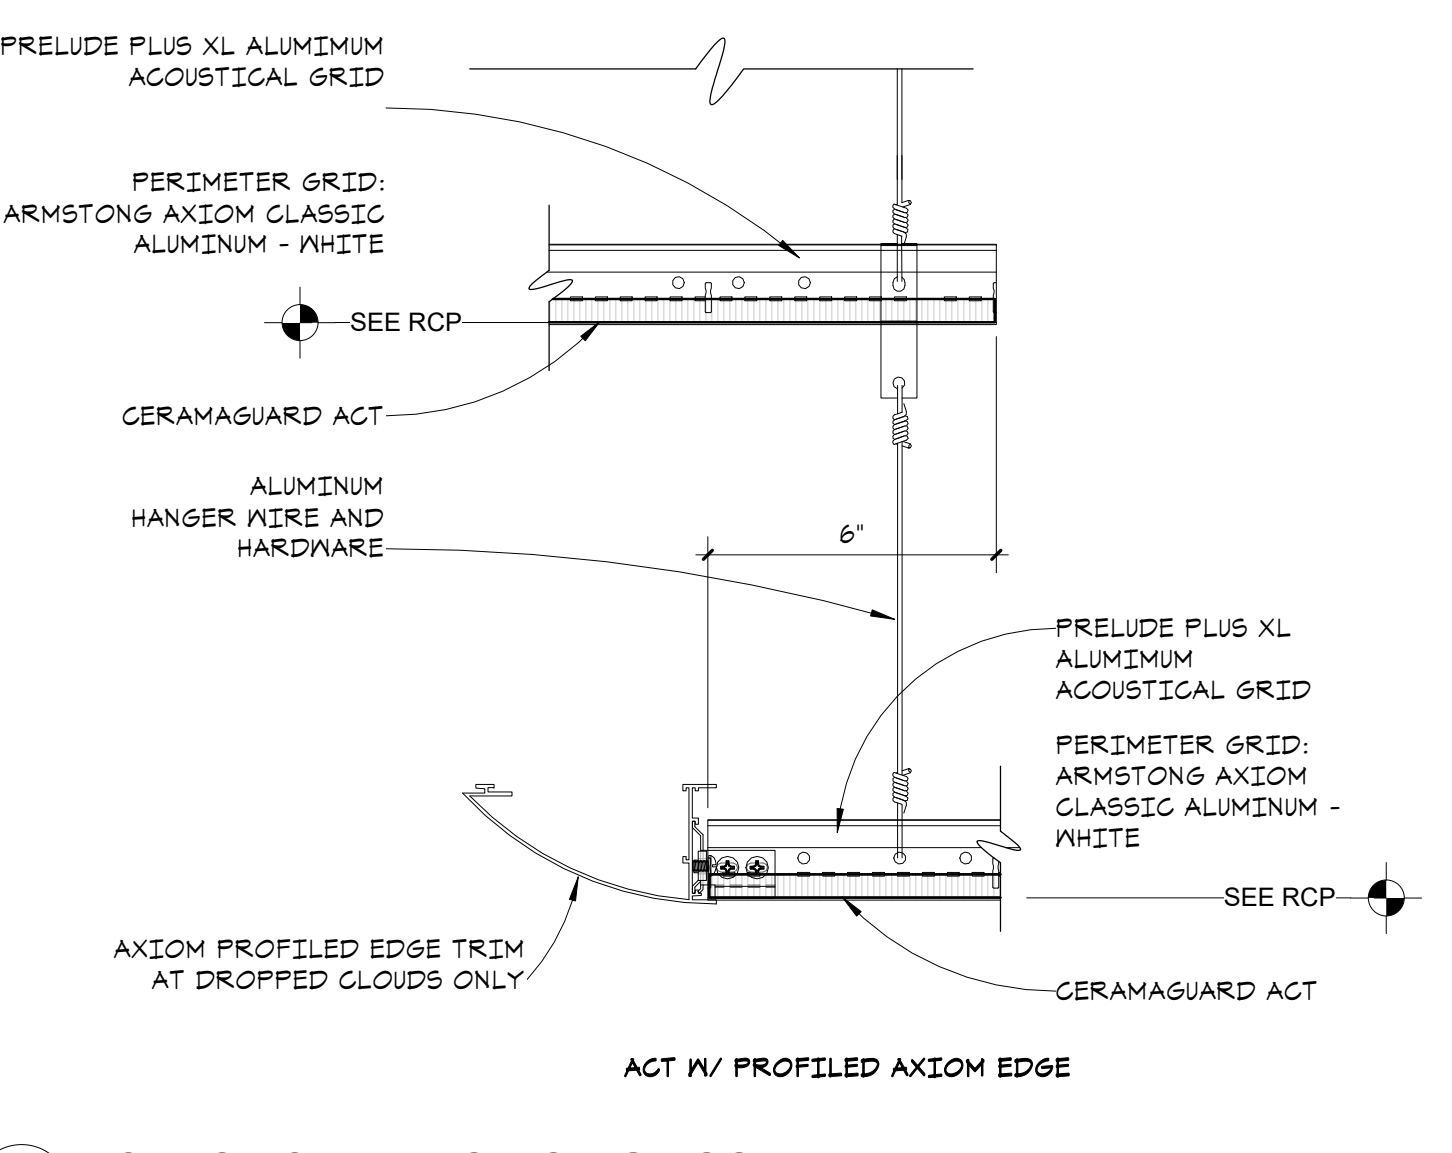 PRELUDE PLUS XL ALUMIMUM
ACOUSTICAL GRID
PERIMETER GRID:
ARMSTONG AXIOM CLASSIC
ALUMINUM - WHITE
SEE RCP
CERAMAGUARD ACT
ALUMINUM
HANGER WIRE AND
HARDWARE
6"
PRELUDE PLUS XL
ALUMIMUM
ACOUSTICAL GRID
PERIMETER GRID:
ARMSTONG AXIOM
CLASSIC ALUMINUM -
WHITE
SEE RCP
AXIOM PROFILED EDGE TRIM
AT DROPPED CLOUDS ONLY
CERAMAGUARD ACT
ACT W/ PROFILED AXIOM EDGE